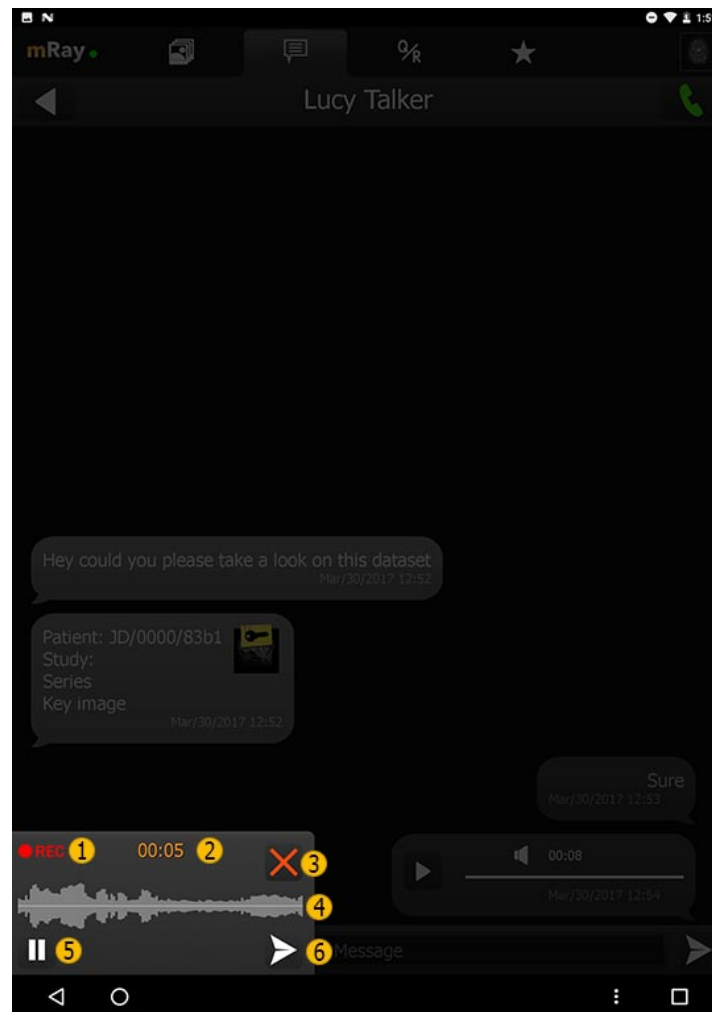 1:5
mRay
Q/R
Lucy Talker
Hey could you please take a look on this dataset
Mar/30/2017 12:52
Patient: JD/0000/83b1
Study:
Series
Key image
Mar/30/2017 12:52
Sure
Mar/30/2017 12:53
REC 1 00:05 2
3
00:08
Mar/30/2017 12:54
4
5 6 Message